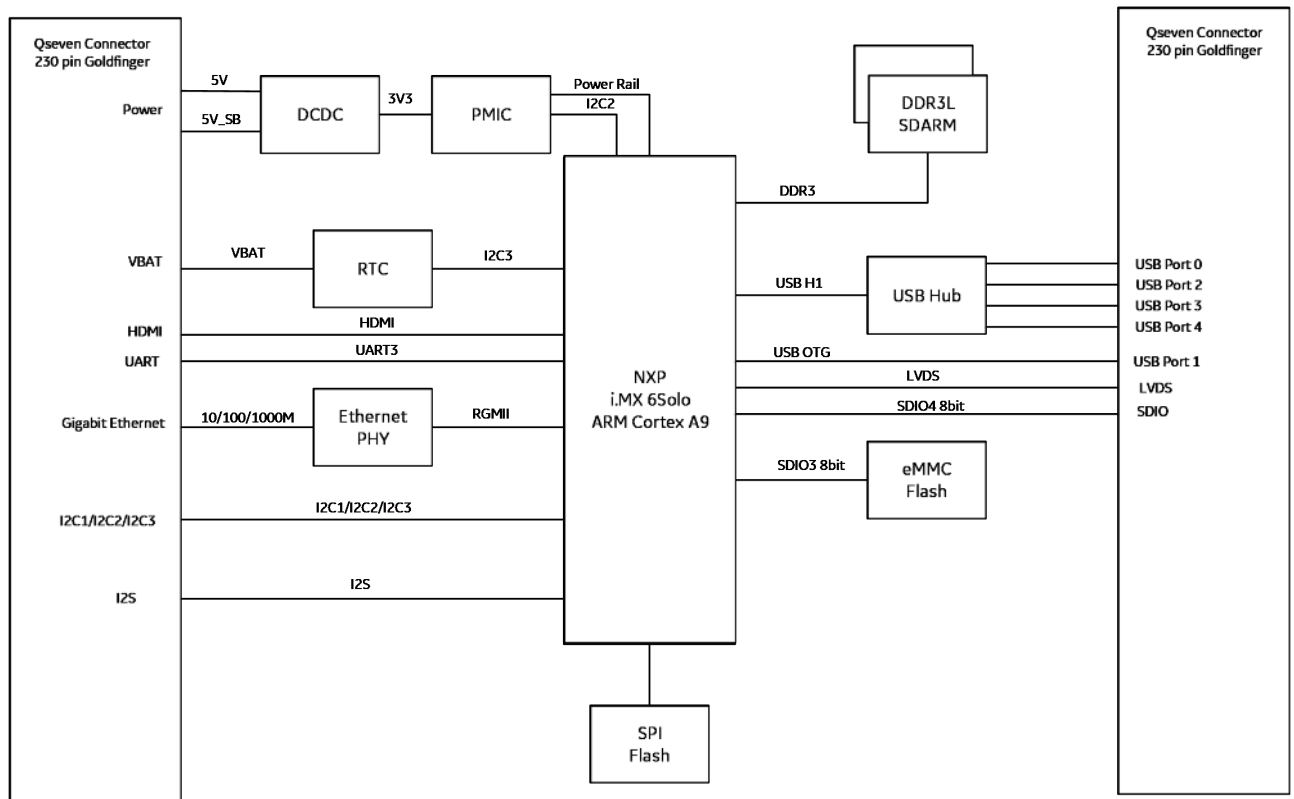 Qseven Connector
230 pin Goldfinger
Qseven Connector
230 pin Goldfinger
Power
5V
5V_SB
DCDC
3V3
PMIC
Power Rail
I2C2
DDR3L
SDARM
DDR3
VBAT
VBAT
RTC
I2C3
USB H1
USB Hub
USB Port 0
USB Port 2
USB Port 3
USB Port 4
HDMI
HDMI
UART
UART3
USB OTG
USB Port 1
LVDS
LVDS
SDIO4 8bit
SDIO
NXP
i.MX 6Solo
ARM Cortex A9
Gigabit Ethernet
10/100/1000M
Ethernet
PHY
RGMII
SDIO3 8bit
eMMC
Flash
I2C1/I2C2/I2C3
I2C1/I2C2/I2C3
I2S
I2S
SPI
Flash